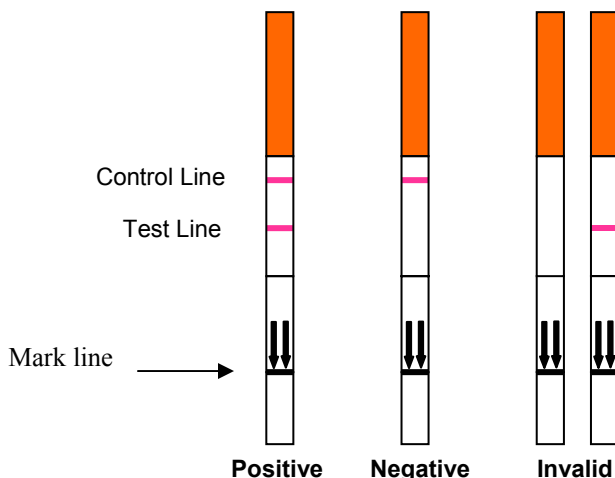 Control Line
Test Line
Mark line
Positive Negative Invalid